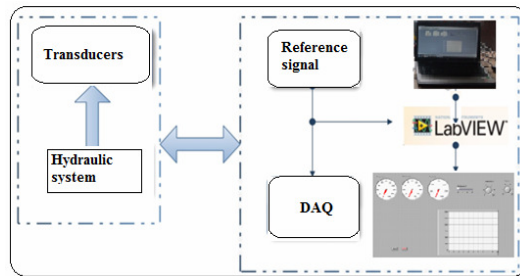 Transducers
Hydraulic
system
Reference
signal
DAQ
LabVIEW